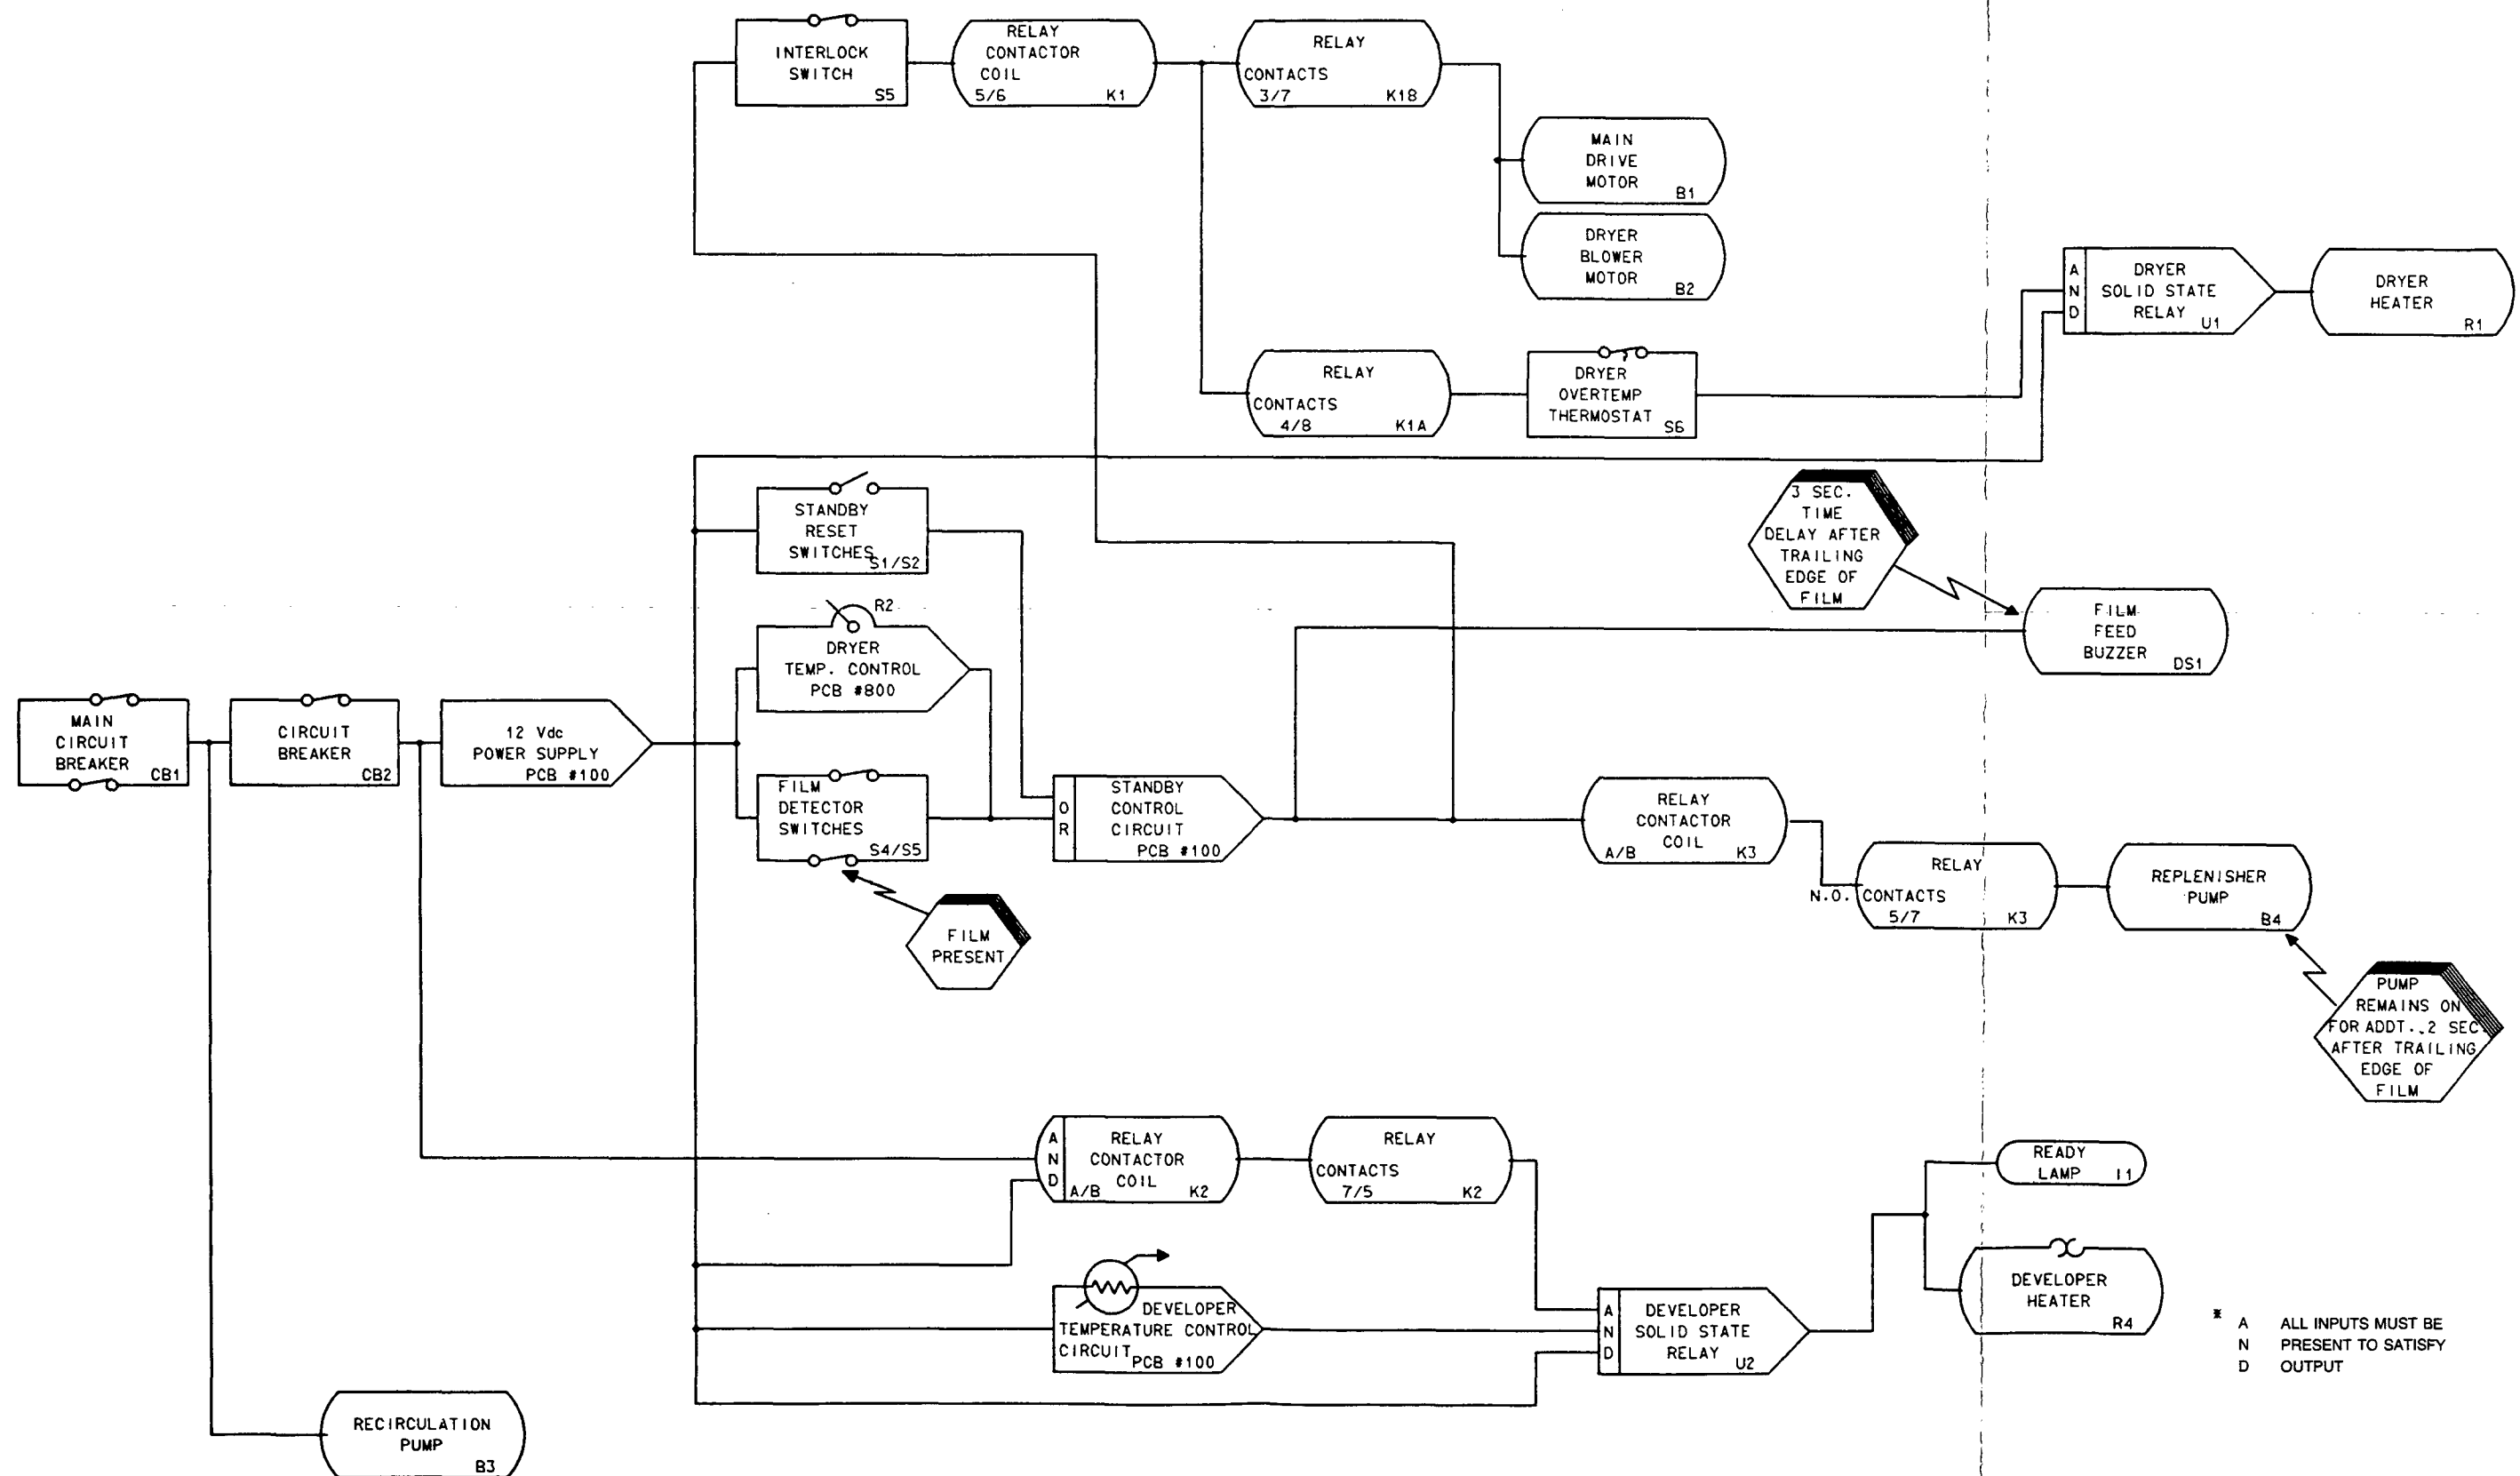 INTERLOCK
SWITCH
S5
RELAY
CONTACTOR
COIL
5/6
K1
RELAY
CONTACTS
3/7
K18
MAIN
DRIVE
MOTOR
B1
DRYER
BLOWER
MOTOR
B2
A
N
D
DRYER
SOLID STATE
RELAY
U1
DRYER
HEATER
R1
RELAY
CONTACTS
4/8
K1A
DRYER
OVERTEMP
THERMOSTAT
S6
STANDBY
RESET
SWITCHES
S1/S2
3 SEC.
TIME
DELAY AFTER
TRAILING
EDGE OF
FILM
FILM
FEED
BUZZER
DS1
R2
DRYER
TEMP. CONTROL
PCB #800
MAIN
CIRCUIT
BREAKER
CB1
CIRCUIT
BREAKER
CB2
12 Vdc
POWER SUPPLY
PCB #100
FILM
DETECTOR
SWITCHES
S4/S5
O
R
STANDBY
CONTROL
CIRCUIT
PCB #100
RELAY
CONTACTOR
COIL
A/B
K3
RELAY
N.O. CONTACTS
5/7
K3
REPLENISHER
PUMP
B4
FILM
PRESENT
PUMP
REMAINS ON
FOR ADDT. 2 SEC.
AFTER TRAILING
EDGE OF
FILM
A
N
D
RELAY
CONTACTOR
COIL
A/B
K2
RELAY
CONTACTS
7/5
K2
READY
LAMP
I1
DEVELOPER
TEMPERATURE CONTROL
CIRCUIT
PCB #100
A
N
D
DEVELOPER
SOLID STATE
RELAY
U2
DEVELOPER
HEATER
R4
* A ALL INPUTS MUST BE
N PRESENT TO SATISFY
D OUTPUT
RECIRCULATION
PUMP
B3